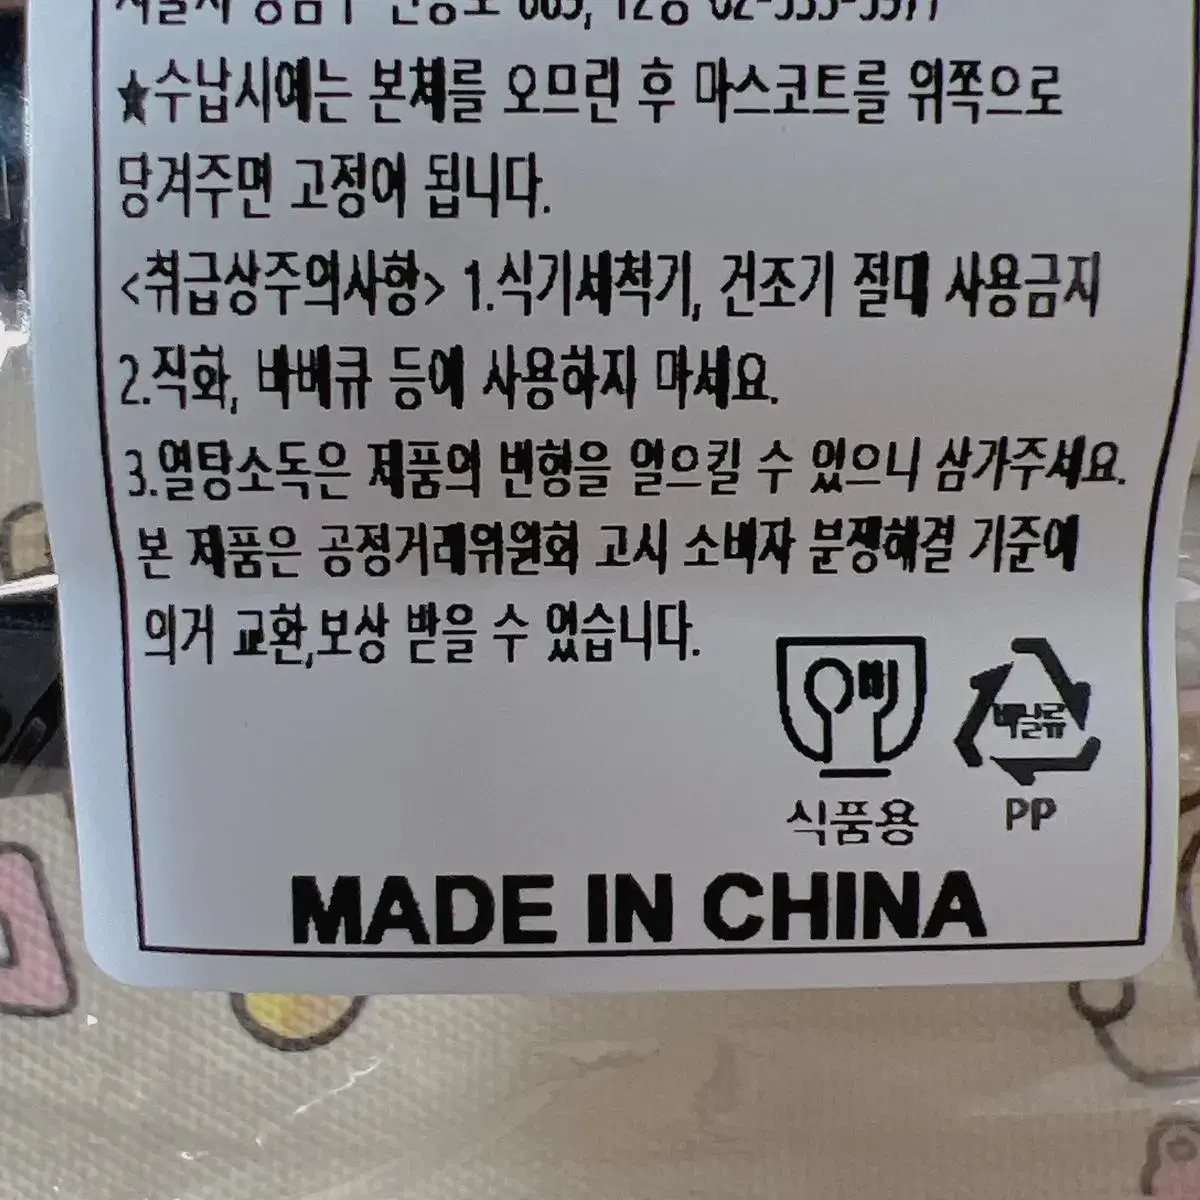 ★수납시에는 본체를 오므린 후 마스코트를 위쪽으로
당겨주면 고정이 됩니다.
<취급상주의사항> 1.식기세척기, 건조기 절대 사용금지
2.직화, 바베큐 등에 사용하지 마세요.
3.열탕소독은 제품의 변형을 일으킬 수 있으니 삼가주세요.
본 제품은 공정거래위원회 고시 소비자 분쟁해결 기준에
의거 교환,보상 받을 수 있습니다.
비닐류
식품용
PP
MADE IN CHINA